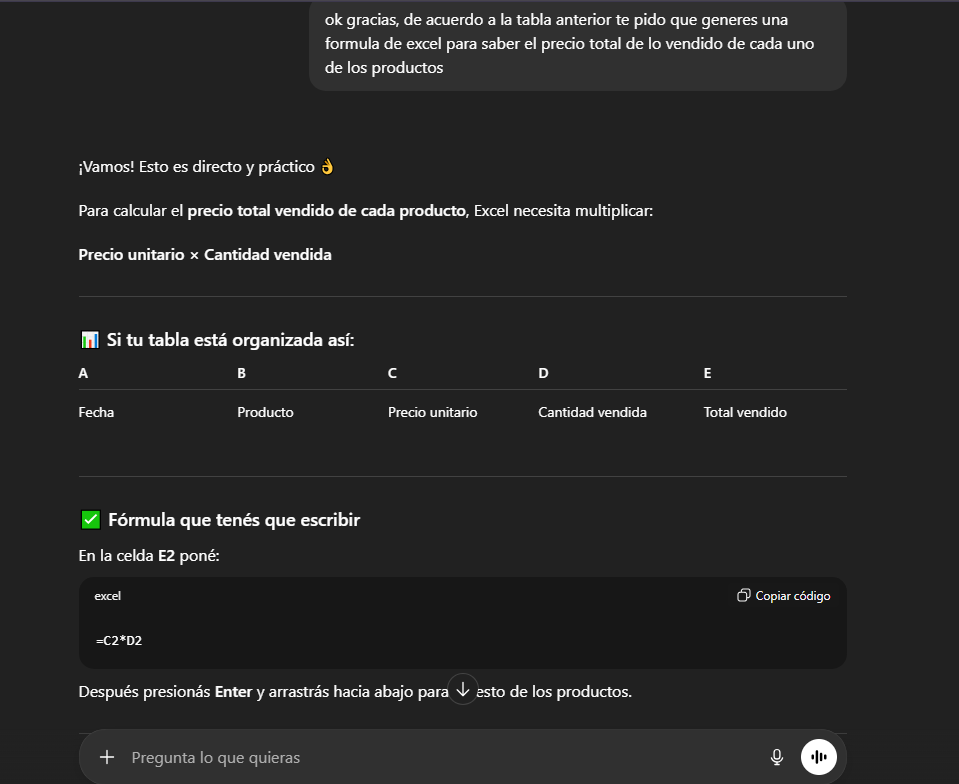 ok gracias, de acuerdo a la tabla anterior te pido que generes una
formula de excel para saber el precio total de lo vendido de cada uno
de los productos
¡Vamos! Esto es directo y práctico 👌
Para calcular el precio total vendido de cada producto, Excel necesita multiplicar:
Precio unitario × Cantidad vendida
📊 Si tu tabla está organizada así:
A B C D E
Fecha Producto Precio unitario Cantidad vendida Total vendido
✅ Fórmula que tenés que escribir
En la celda E2 poné:
excel Copiar código
=C2*D2
Después presionás Enter y arrastrás hacia abajo para esto de los productos.
Pregunta lo que quieras